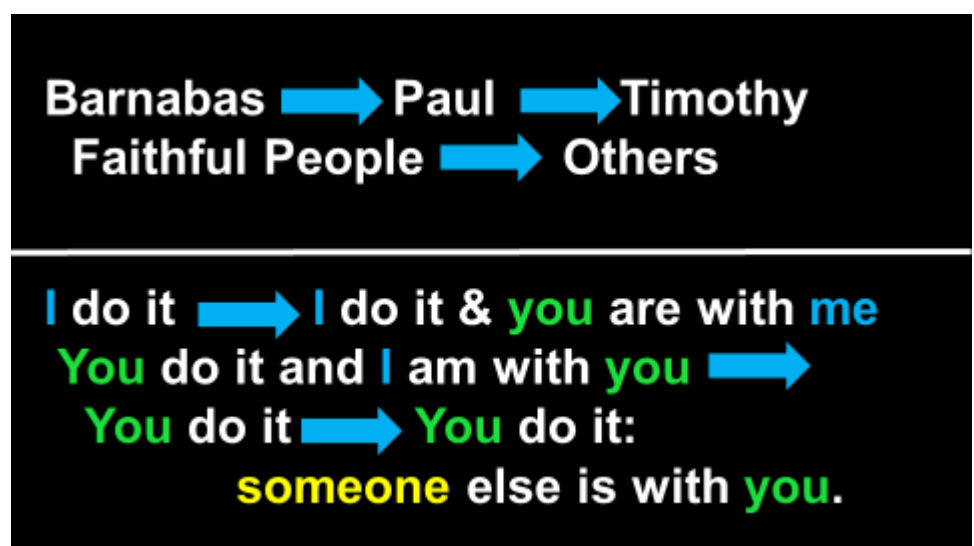 Barnabas Paul Timothy
Faithful People Others
I do it I do it & you are with me
You do it and I am with you
You do it You do it:
someone else is with you.